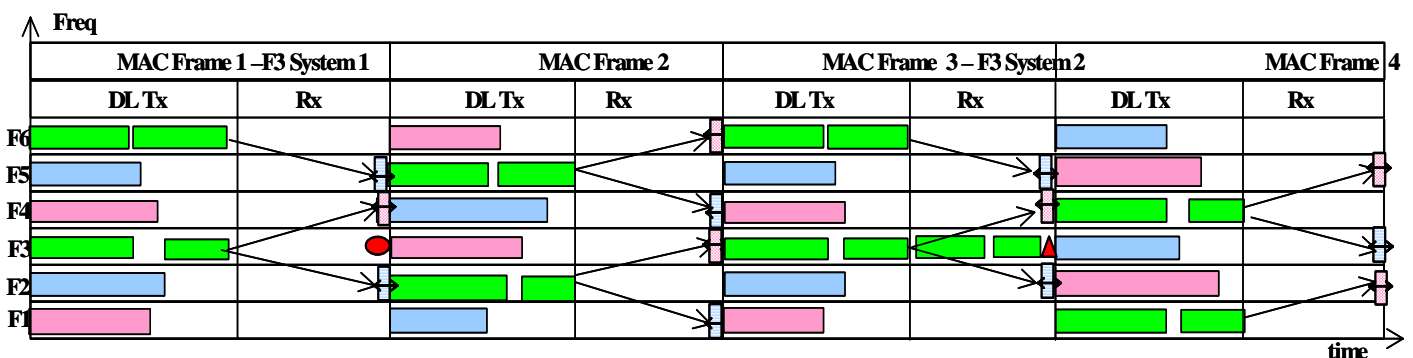 Freq
MAC Frame 1 –F3 System 1 MAC Frame 2 MAC Frame 3 – F3 System 2 MAC Frame 4
DL Tx Rx DL Tx Rx DL Tx Rx DL Tx Rx
F6
F5
F4
F3
F2
F1
time